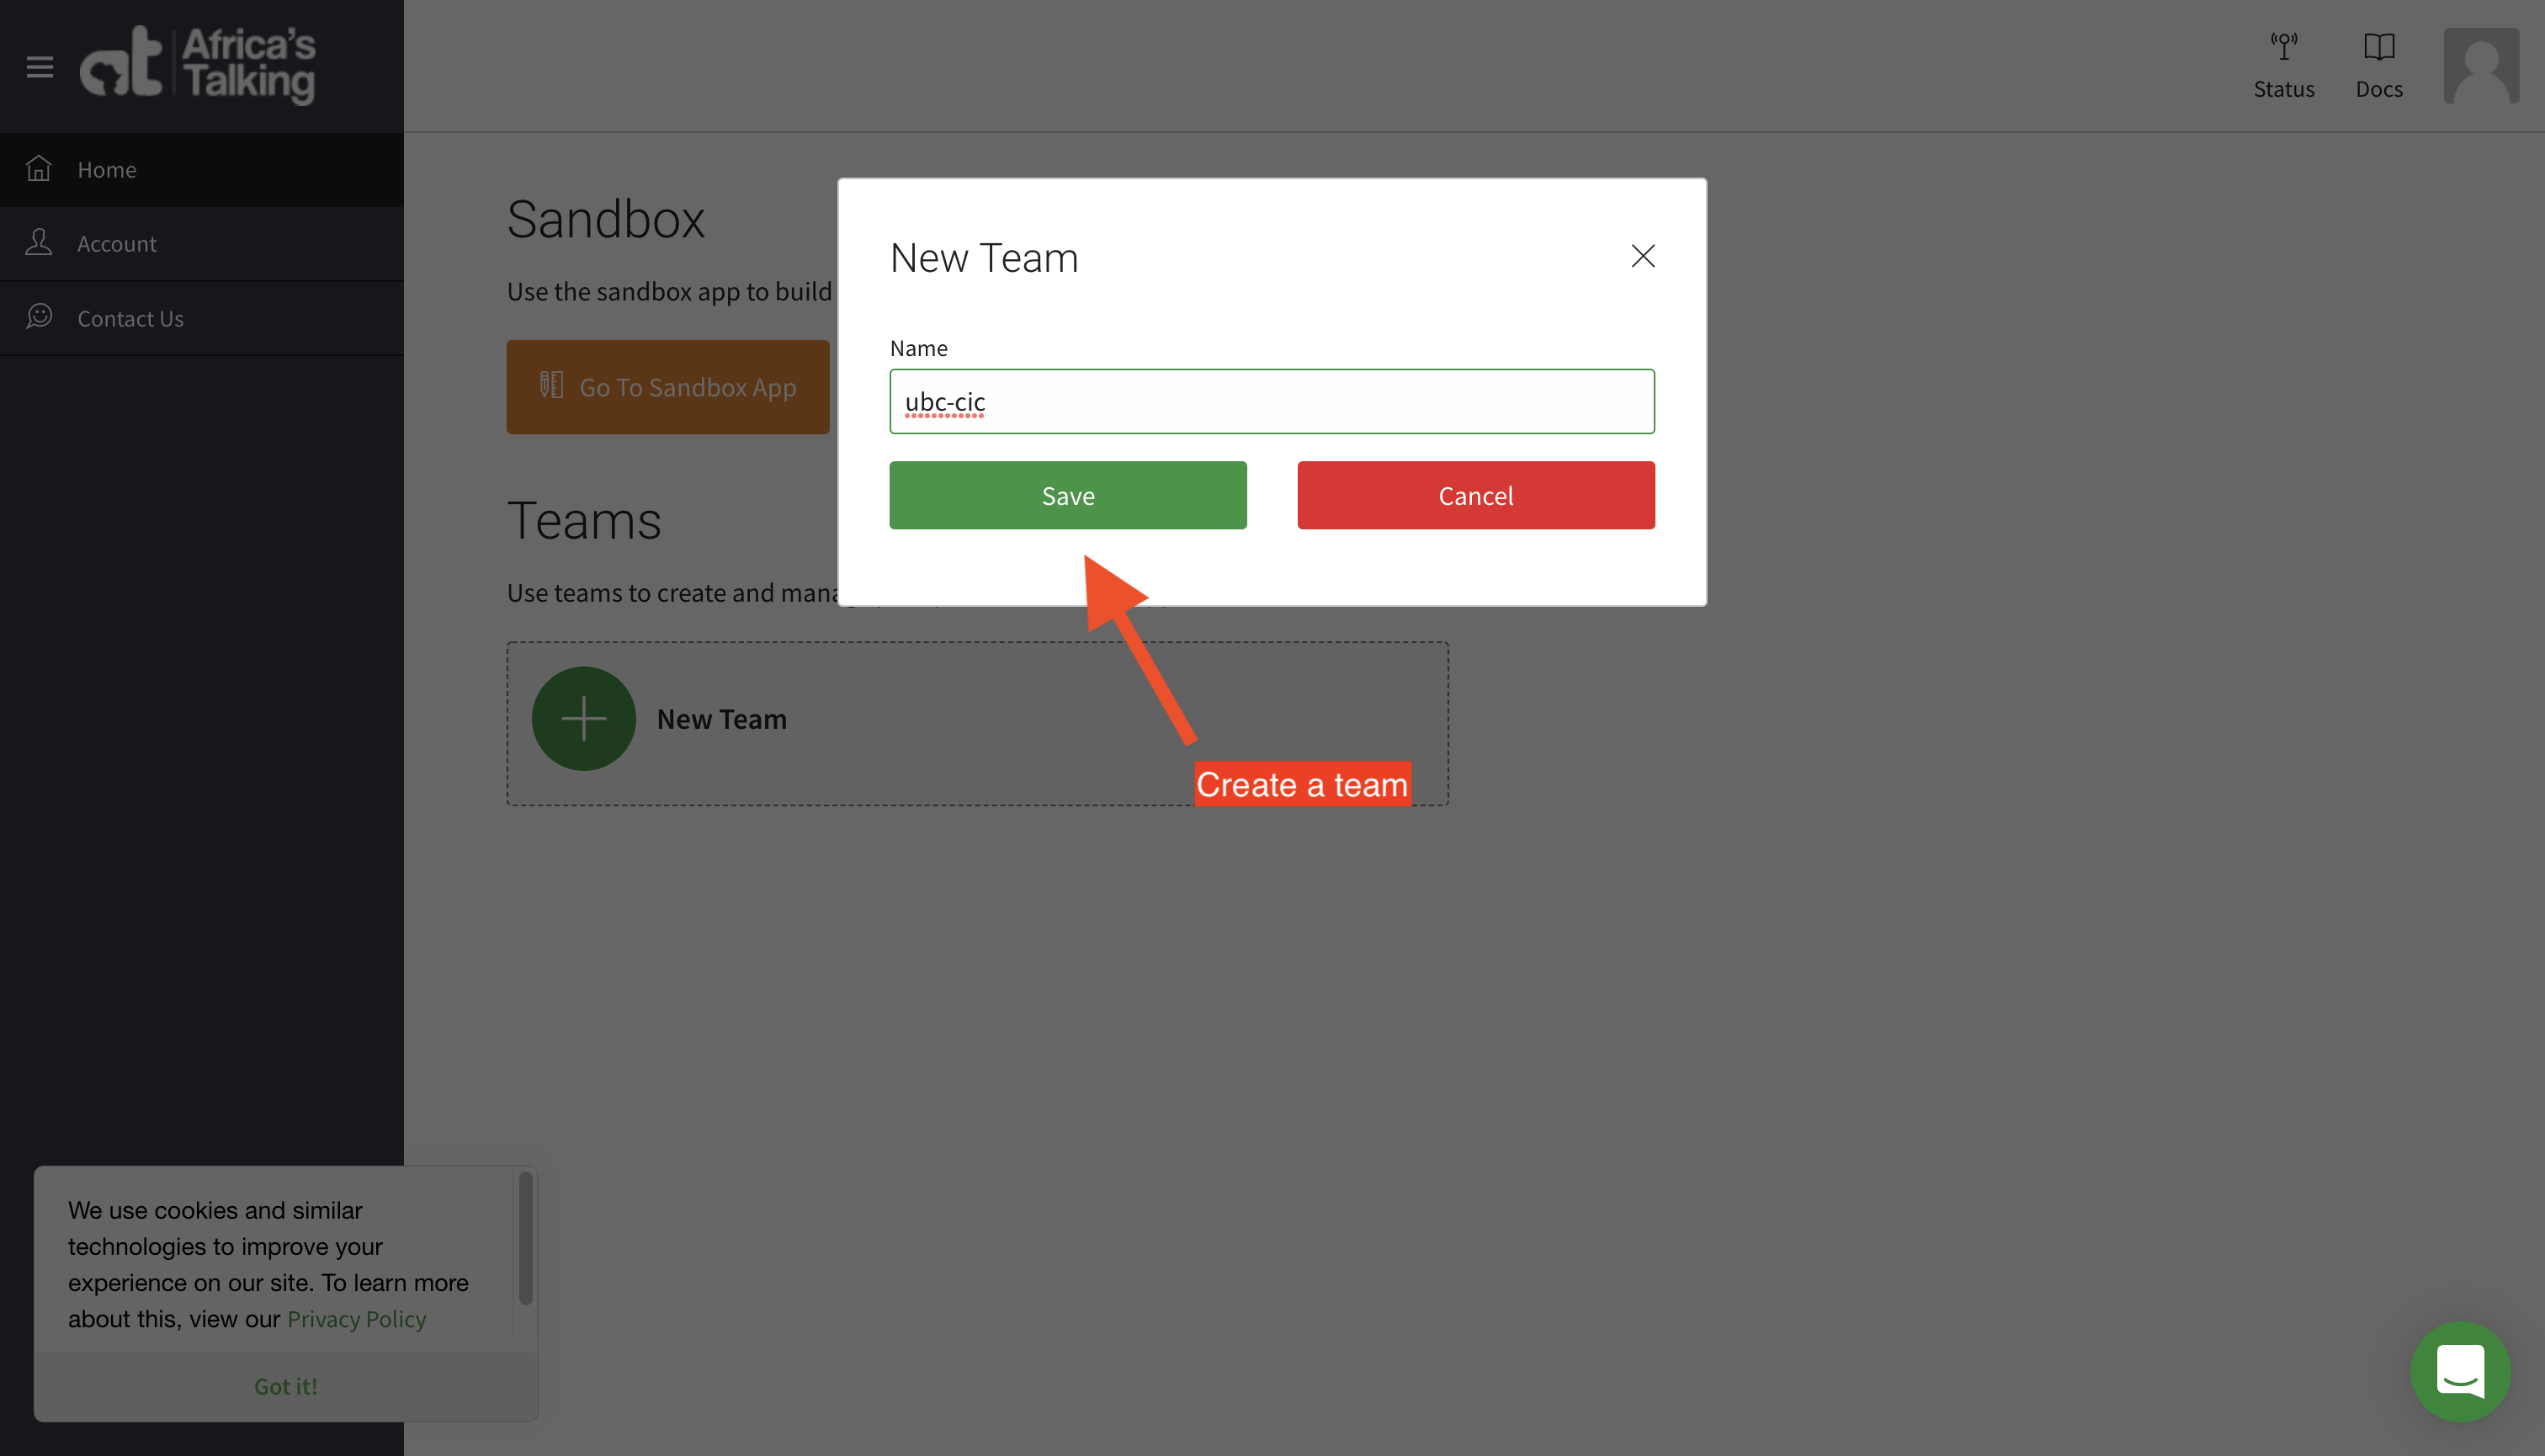 at Africa's
Talking
Status
Docs
Home
Account
Contact Us
Sandbox
Use the sandbox app to build
Go To Sandbox App
New Team
Name
ubc-cic
Save
Cancel
Teams
Use teams to create and
New Team
Create a team
We use cookies and similar
technologies to improve your
experience on our site. To learn more
about this, view our Privacy Policy
Got it!